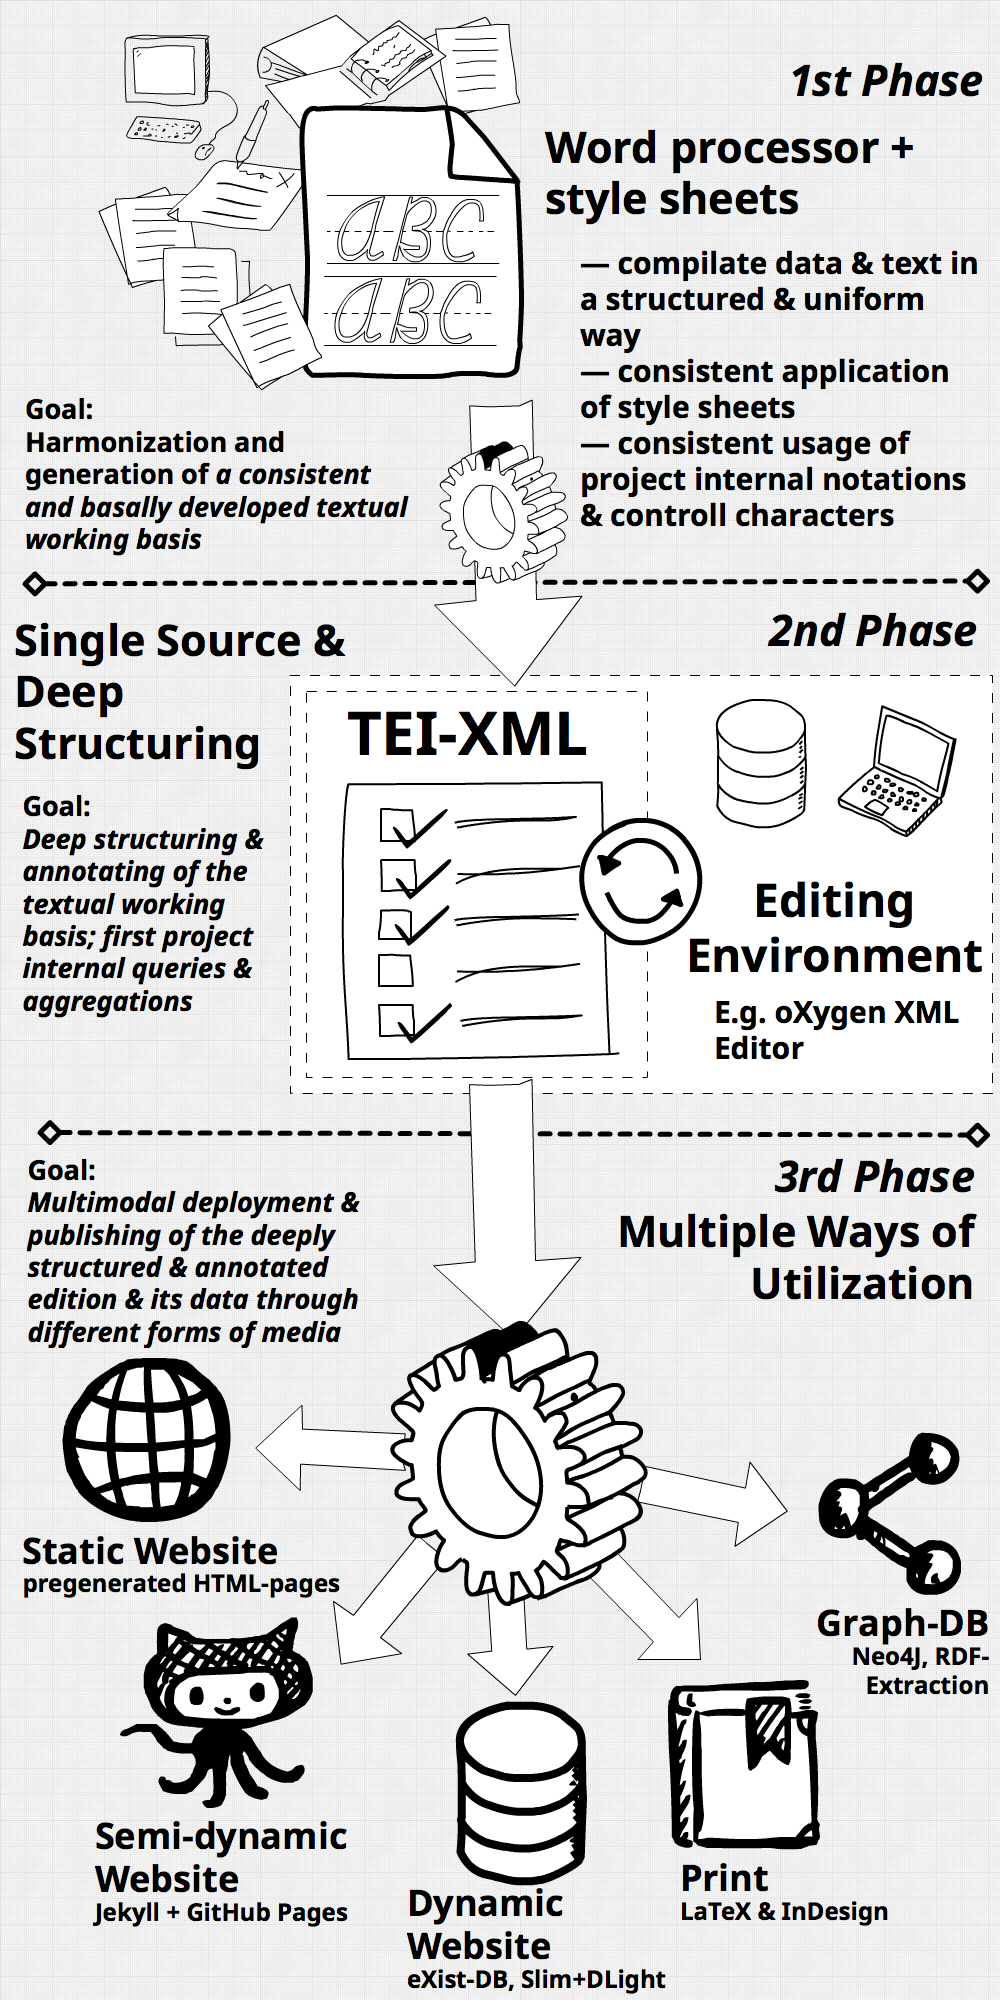 1st Phase
Word processor +
style sheets
— compilate data & text in
a structured & uniform
way
— consistent application
of style sheets
— consistent usage of
project internal notations
& controll characters
aBC
aBC
Goal:
Harmonization and
generation of a consistent
and basally developed textual
working basis
2nd Phase
Single Source &
Deep
Structuring
Goal:
Deep structuring &
annotating of the
textual working
basis; first project
internal queries &
aggregations
TEI-XML
Editing
Environment
E.g. oXygen XML
Editor
3rd Phase
Multiple Ways of
Utilization
Goal:
Multimodal deployment &
publishing of the deeply
structured & annotated
edition & its data through
different forms of media
Static Website
pregenerated HTML-pages
Graph-DB
Neo4J, RDF-
Extraction
Semi-dynamic
Website
Jekyll + GitHub Pages
Dynamic
Website
eXist-DB, Slim+DLight
Print
LaTeX & InDesign